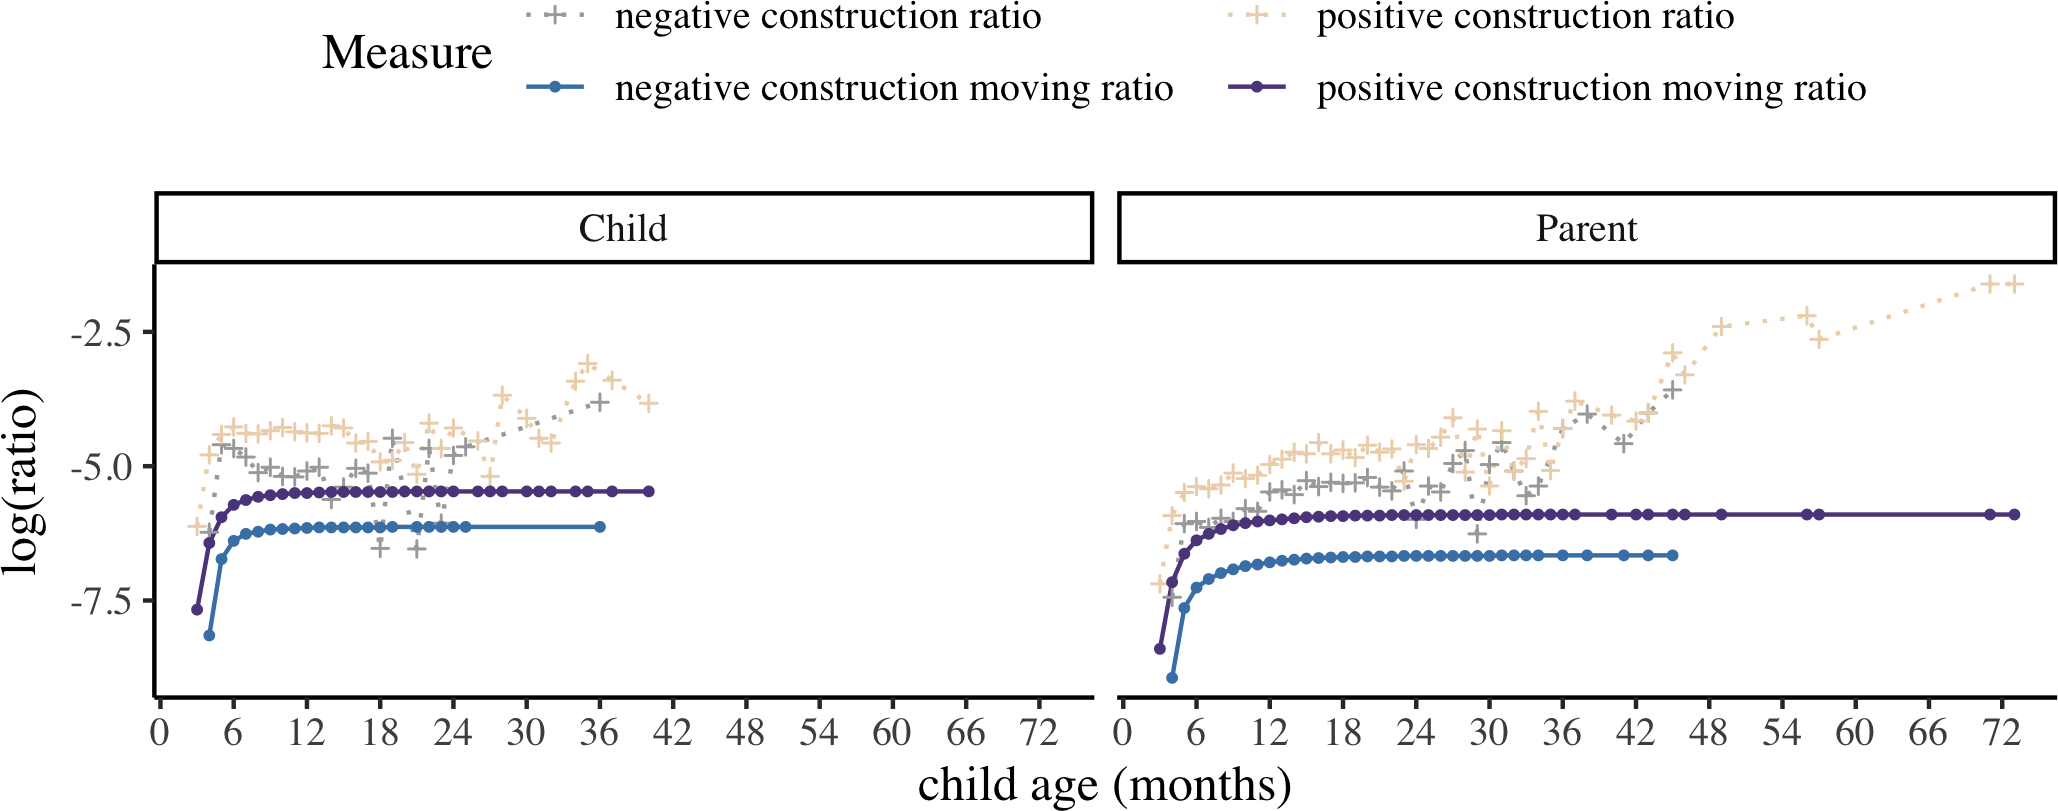 Measure
negative construction ratio
positive construction ratio
negative construction moving ratio
positive construction moving ratio
Child
Parent
log(ratio)
-2.5
-5.0
-7.5
0 6 12 18 24 30 36 42 48 54 60 66 72
0 6 12 18 24 30 36 42 48 54 60 66 72
child age (months)